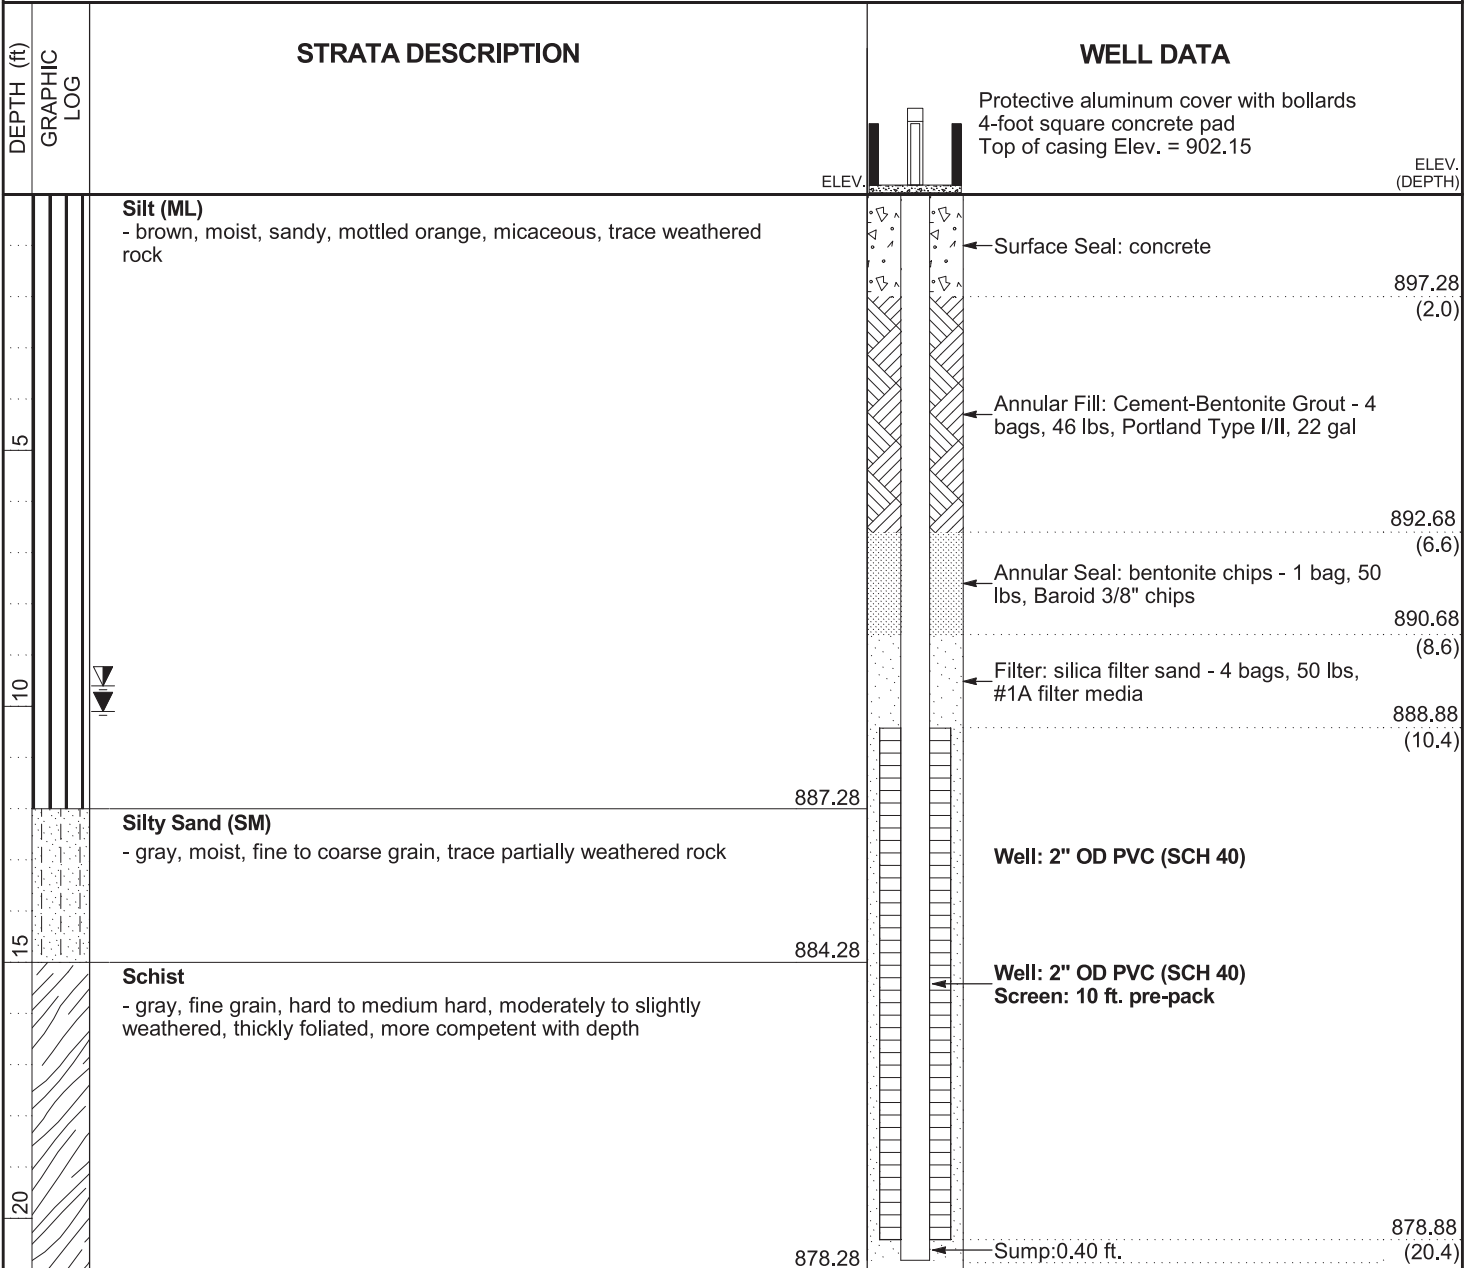 DEPTH (ft)
GRAPHIC
LOG
STRATA DESCRIPTION
ELEV.
WELL DATA
Protective aluminum cover with bollards
4-foot square concrete pad
Top of casing Elev. = 902.15
ELEV.
(DEPTH)
Silt (ML)
- brown, moist, sandy, mottled orange, micaceous, trace weathered
rock
Surface Seal: concrete
897.28
(2.0)
Annular Fill: Cement-Bentonite Grout - 4
bags, 46 lbs, Portland Type I/II, 22 gal
5
892.68
(6.6)
Annular Seal: bentonite chips - 1 bag, 50
lbs, Baroid 3/8" chips
890.68
(8.6)
Filter: silica filter sand - 4 bags, 50 lbs,
#1A filter media
10
888.88
(10.4)
887.28
Silty Sand (SM)
- gray, moist, fine to coarse grain, trace partially weathered rock
Well: 2" OD PVC (SCH 40)
15
884.28
Schist
- gray, fine grain, hard to medium hard, moderately to slightly
weathered, thickly foliated, more competent with depth
Well: 2" OD PVC (SCH 40)
Screen: 10 ft. pre-pack
20
878.88
(20.4)
Sump:0.40 ft.
878.28